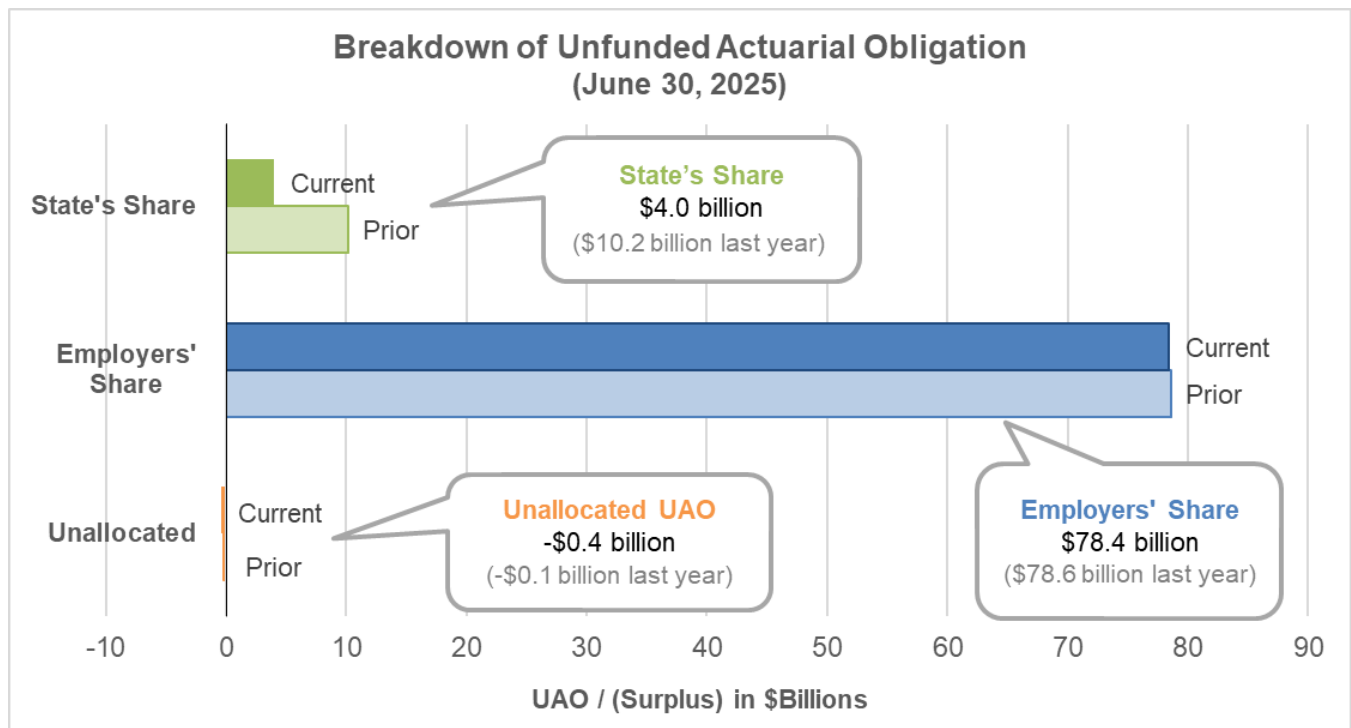 Breakdown of Unfunded Actuarial Obligation
(June 30, 2025)
State's Share
Current
Prior
State’s Share
$4.0 billion
($10.2 billion last year)
Employers'
Share
Current
Prior
Employers' Share
$78.4 billion
($78.6 billion last year)
Unallocated
Current
Prior
Unallocated UAO
-$0.4 billion
(-$0.1 billion last year)
-10 0 10 20 30 40 50 60 70 80 90
UAO / (Surplus) in $Billions